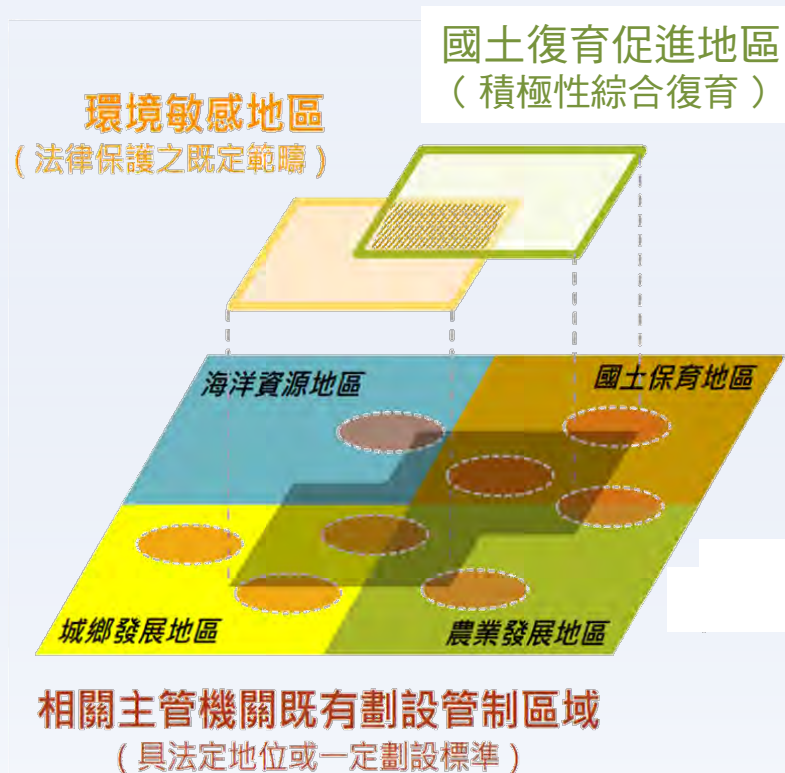 國土復育促進地區
（積極性綜合復育）
環境敏感地區
（法律保護之既定範疇）
海洋資源地區
國土保育地區
城鄉發展地區
農業發展地區
相關主管機關既有劃設管制區域
（具法定地位或一定劃設標準）